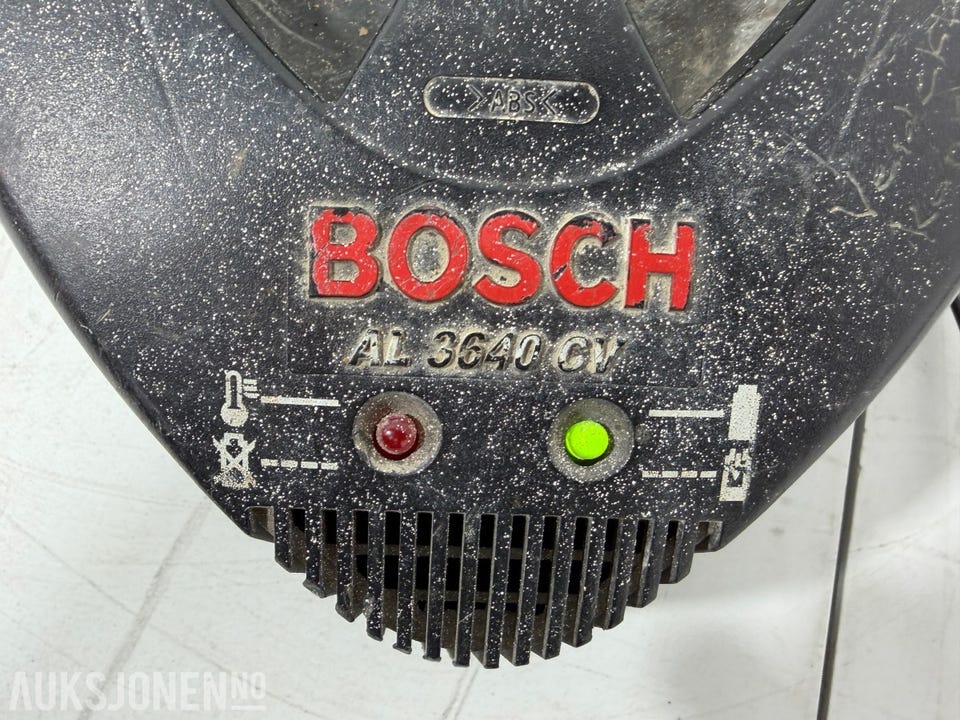 >ABS<
BOSCH
AL 3640 CV
AUKSJONEN.NO